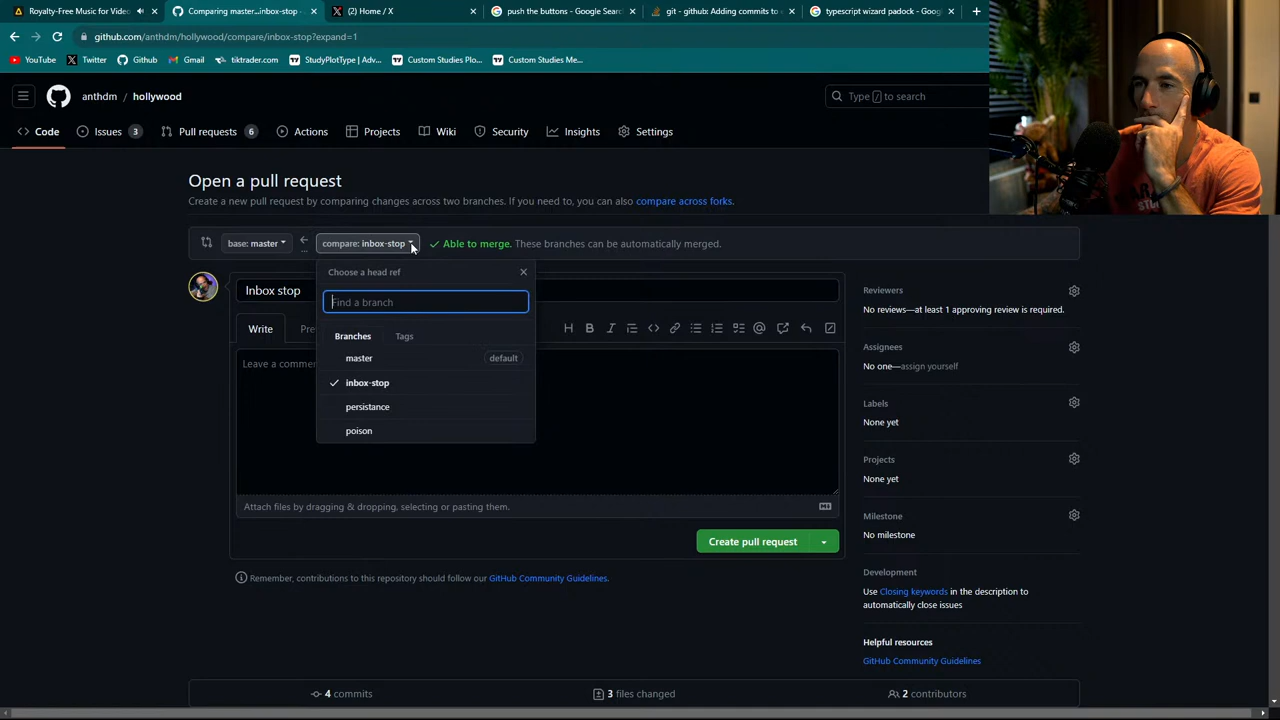 Royalty-Free Music for Video
Comparing master...inbox-stop
(2) Home / X
push the buttons - Google Sear
git - githubx: Adding commits to
typescript wizard padock - Goog
github.com/anthdm/hollywood/compare/inbox-stop?expand=1
YouTube
Twitter
Github
Gmail
tiktrader.com
StudyPlotType | Adv...
Custom Studies Plo...
Custom Studies Me...
anthdm / hollywood
Type / to search
Code
Issues 3
Pull requests 6
Actions
Projects
Wiki
Security
Insights
Settings
Open a pull request
Create a new pull request by comparing changes across two branches. If you need to, you can also compare across forks.
base: master
compare: inbox-stop
Able to merge. These branches can be automatically merged.
Choose a head ref
Find a branch
Branches
Tags
master default
inbox-stop
persistance
poison
Inbox stop
Write
Pre
Leave a comme
Attach files by dragging & dropping, selecting or pasting them.
Create pull request
Remember, contributions to this repository should follow our GitHub Community Guidelines.
Reviewers
No reviews—at least 1 approving review is required.
Assignees
No one—assign yourself
Labels
None yet
Projects
None yet
Milestone
No milestone
Development
Use Closing keywords in the description to
automatically close issues
Helpful resources
GitHub Community Guidelines
4 commits
3 files changed
2 contributors